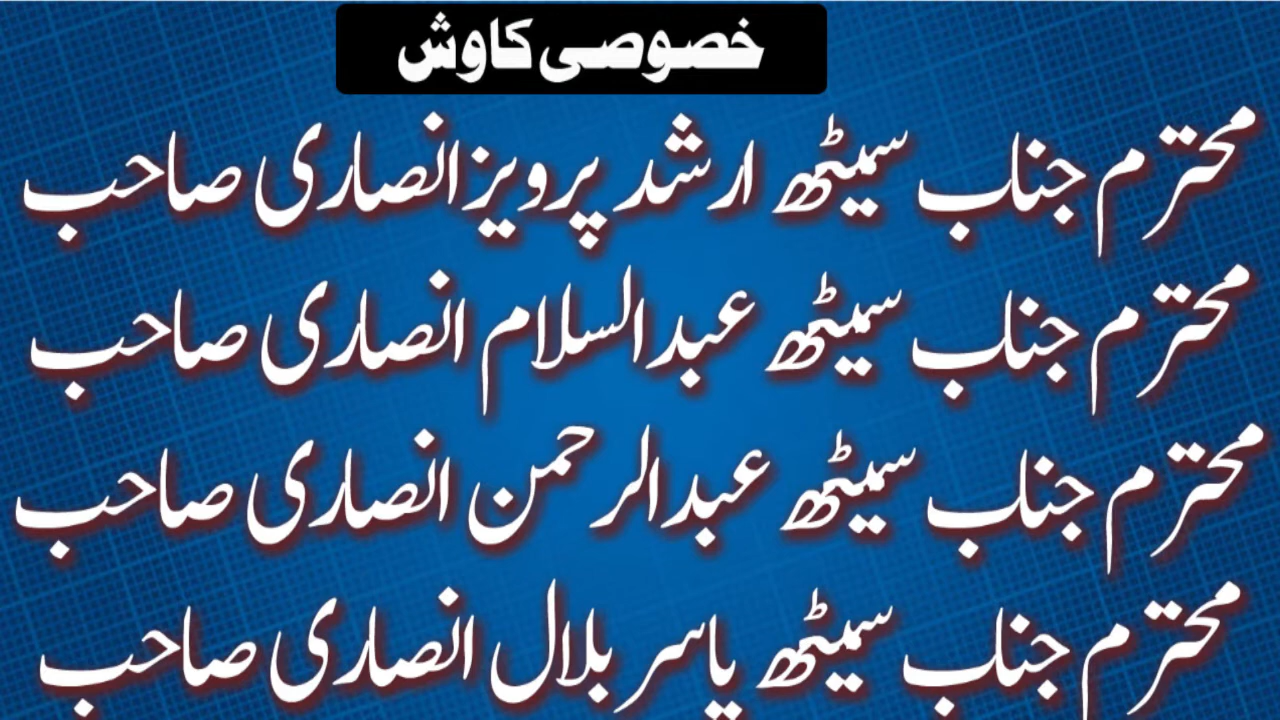 خصوصی کاوش
محترم جناب سیٹھ ارشد پرویز انصاری صاحب
محترم جناب سیٹھ عبدالسلام انصاری صاحب
محترم جناب سیٹھ عبدالرحمن انصاری صاحب
محترم جناب سیٹھ یاسر بلال انصاری صاحب